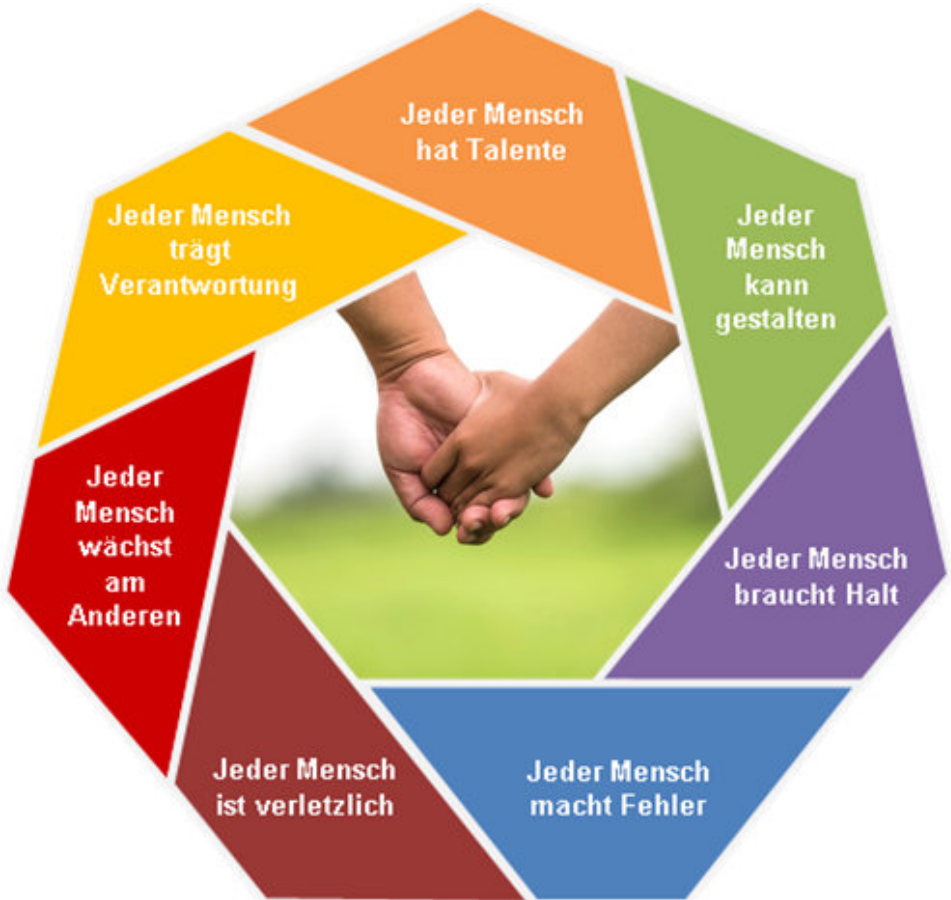 Jeder Mensch
hat Talente
Jeder
Mensch
kann
gestalten
Jeder Mensch
braucht Halt
Jeder Mensch
macht Fehler
Jeder Mensch
ist verletzlich
Jeder
Mensch
wächst
am
Anderen
Jeder Mensch
trägt
Verantwortung